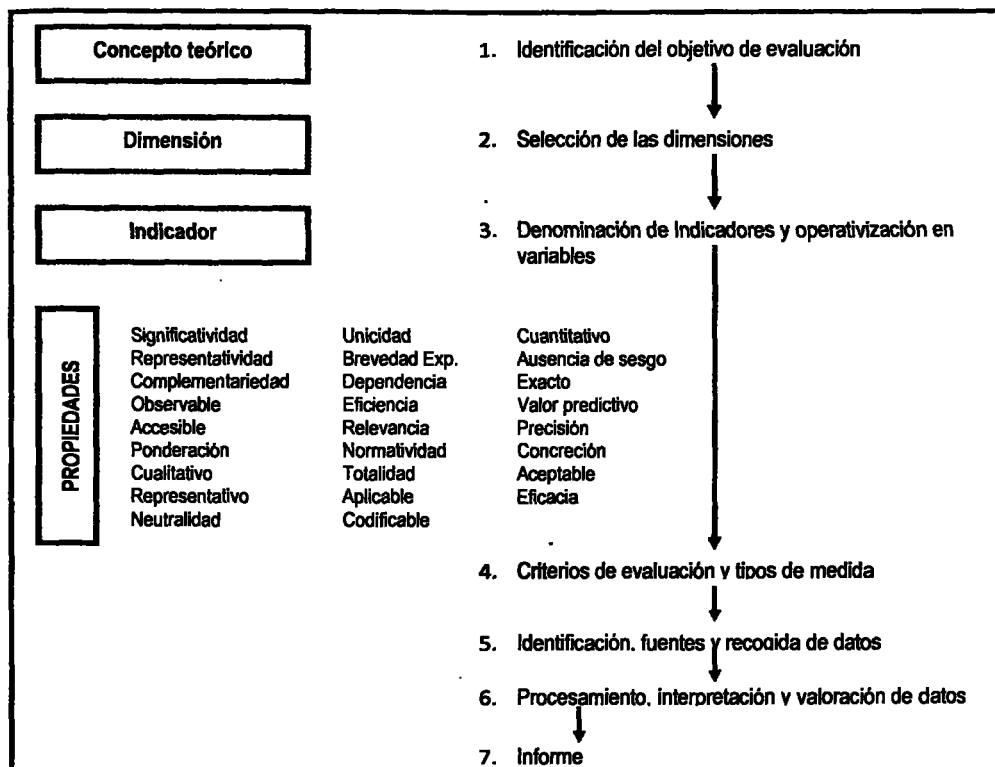 Concepto teórico
1. Identificación del objetivo de evaluación
Dimensión
2. Selección de las dimensiones
Indicador
3. Denominación de Indicadores y operativización en
variables
PROPIEDADES
Significatividad Unicidad Cuantitativo
Representatividad Brevedad Exp. Ausencia de sesgo
Complementariedad Dependencia Exacto
Observable Eficiencia Valor predictivo
Accesible Relevancia Precisión
Ponderación Normatividad Concreción
Cualitativo Totalidad Aceptable
Representativo Aplicable Eficacia
Neutralidad Codificable
4. Criterios de evaluación y tipos de medida
5. Identificación, fuentes y recogida de datos
6. Procesamiento, interpretación y valoración de datos
7. Informe